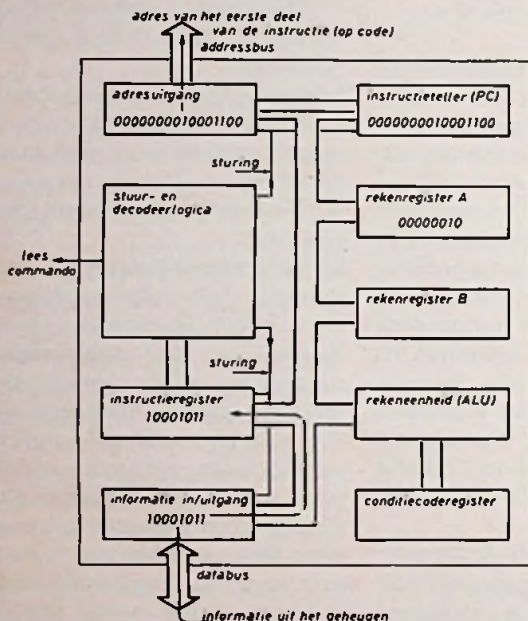 adres van het eerste deel
van de instructie (op code)
addressbus
adresuitgang
0000000010001100
instructieteller (PC)
0000000010001100
sturing
stuur- en
decodeerlogica
rekenregister A
00000010
lees
commando
rekenregister B
sturing
instructieregister
10001011
rekeneenheid (ALU)
informatie in/uitgang
10001011
conditiecoderegister
databus
informatie uit het geheugen